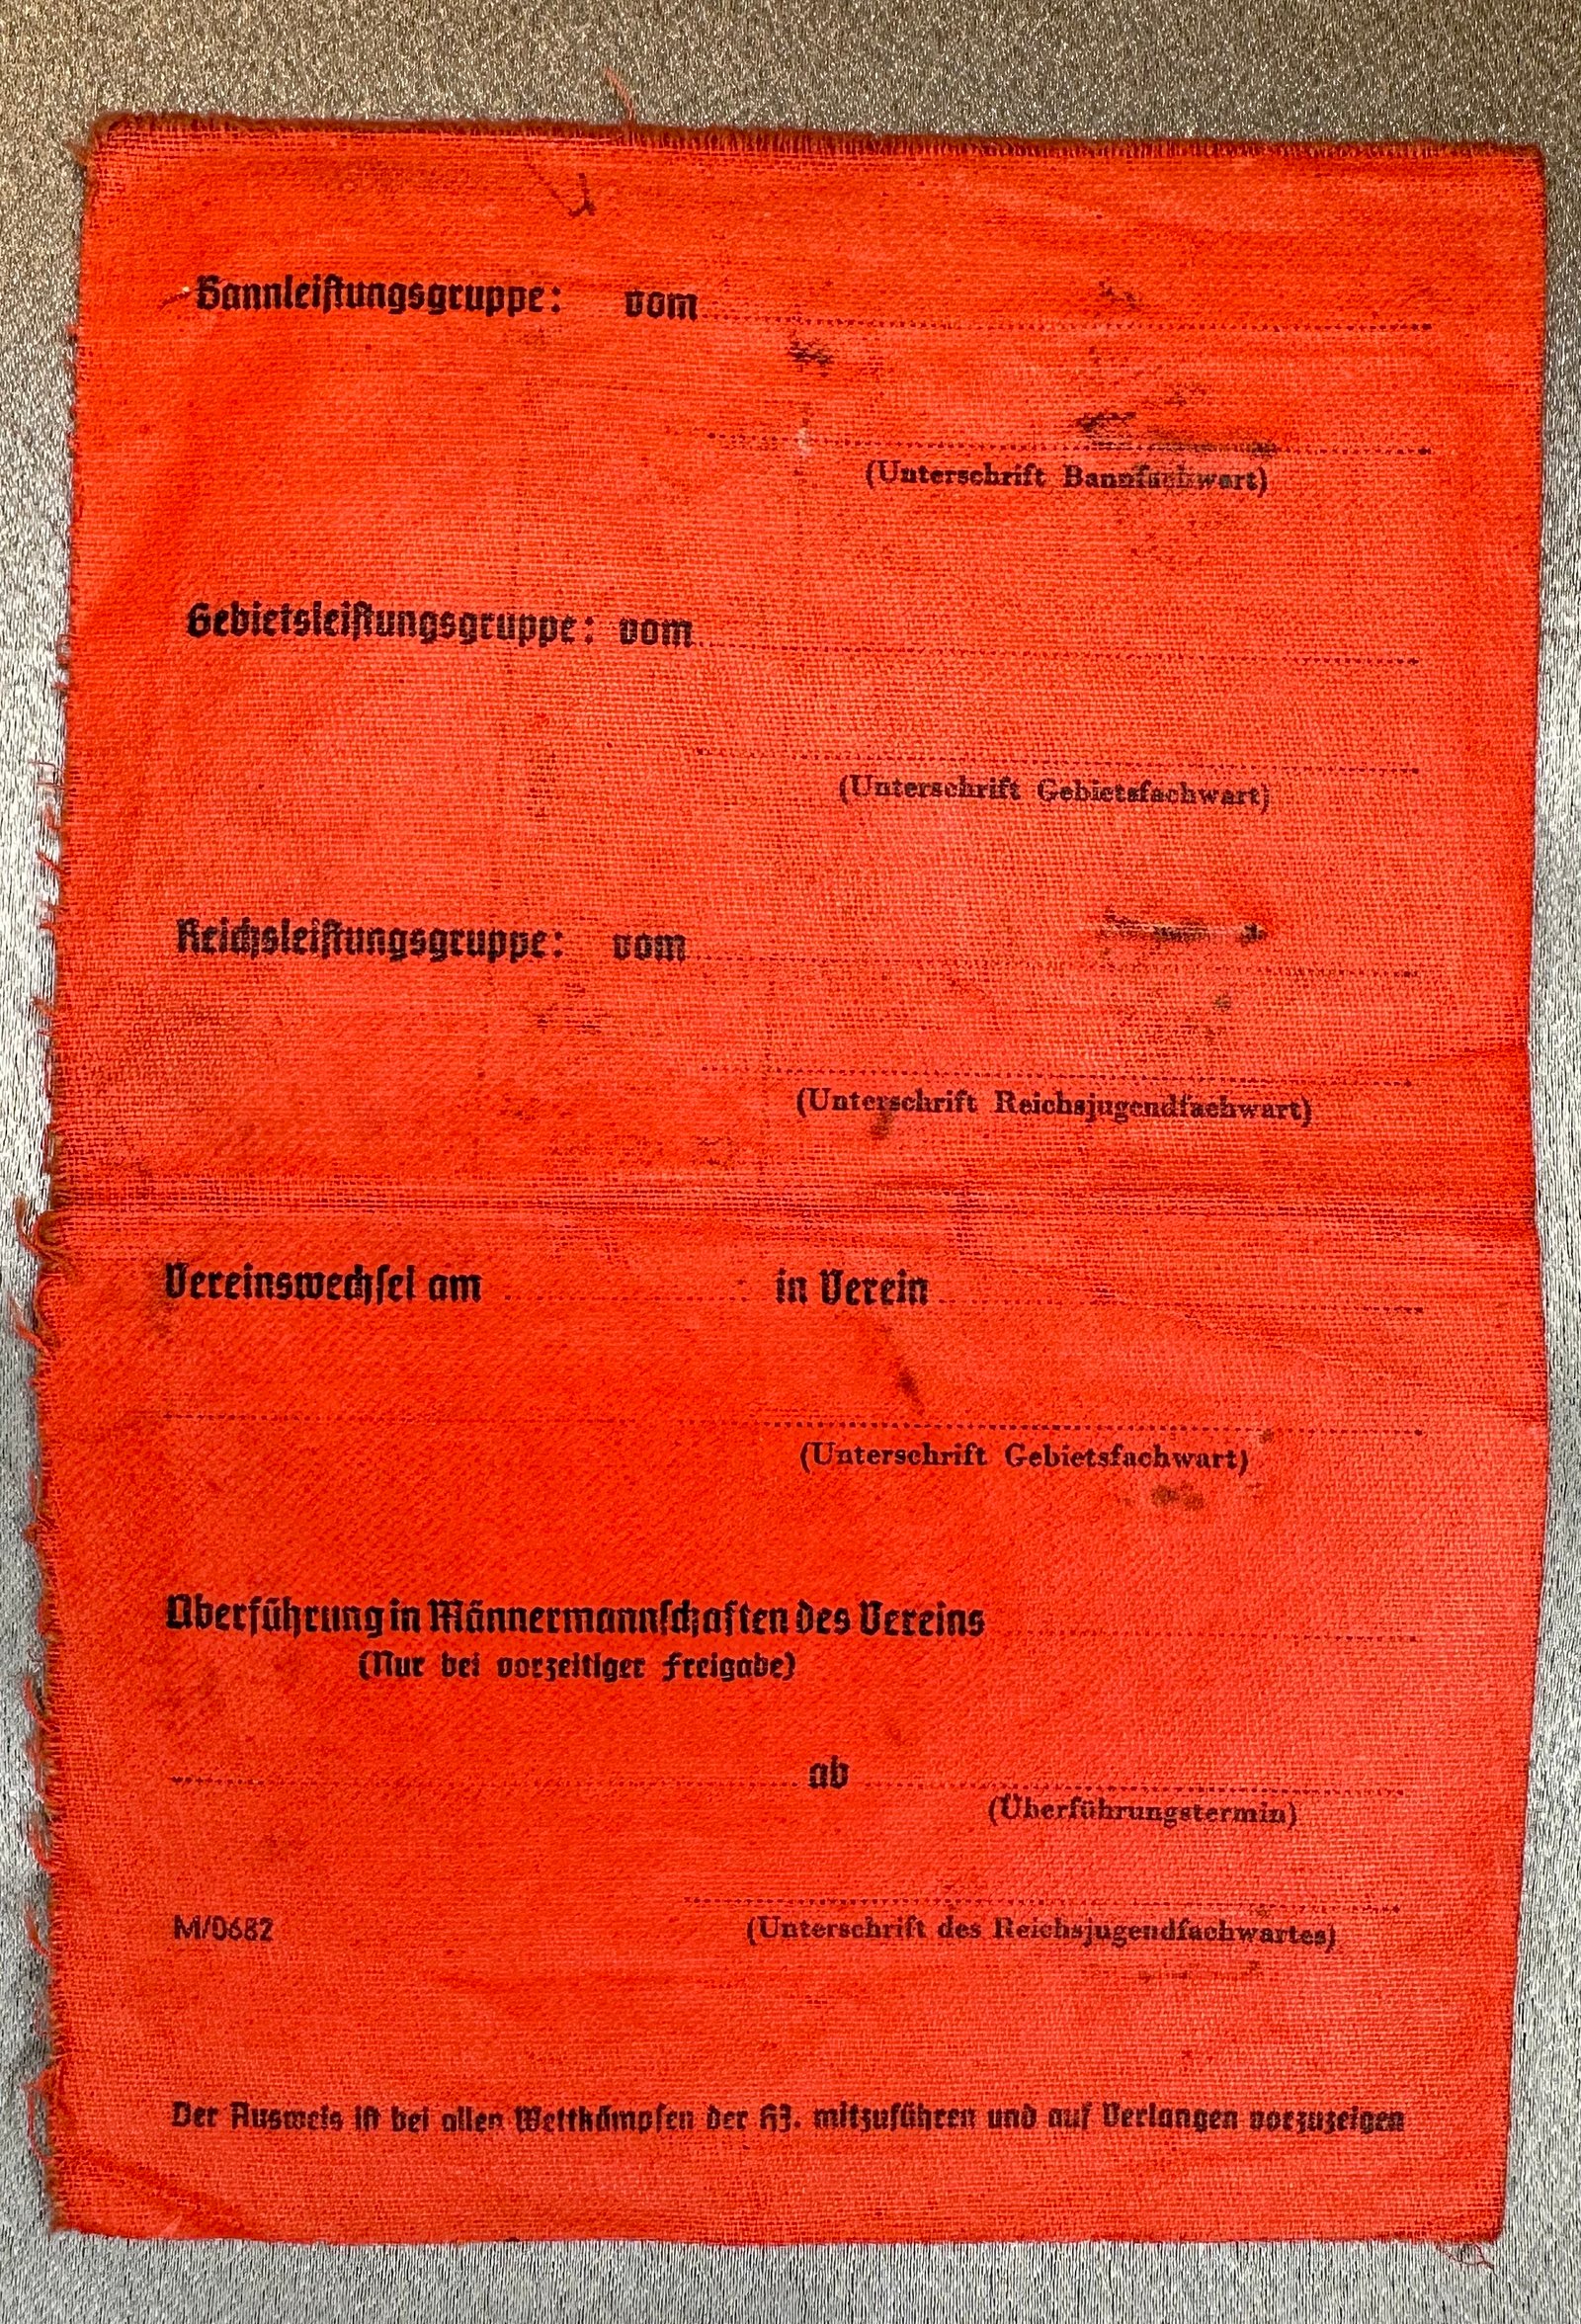 Bannleistungsgruppe: vom
(Unterschrift Bannfachwart)
Gebietsleistungsgruppe: vom
(Unterschrift Gebietsfachwart)
Reichsleistungsgruppe: vom
(Unterschrift Reichsjugendfachwart)
Vereinswechsel am in Verein
(Unterschrift Gebietsfachwart)
Überführung in Männermannschaften des Vereins
(Nur bei vorzeitiger Freigabe)
ab
(Überführungstermin)
M/0682
(Unterschrift des Reichsjugendfachwartes)
Der Ausweis ist bei allen Wettkämpfen der HJ. mitzuführen und auf Verlangen vorzuzeigen